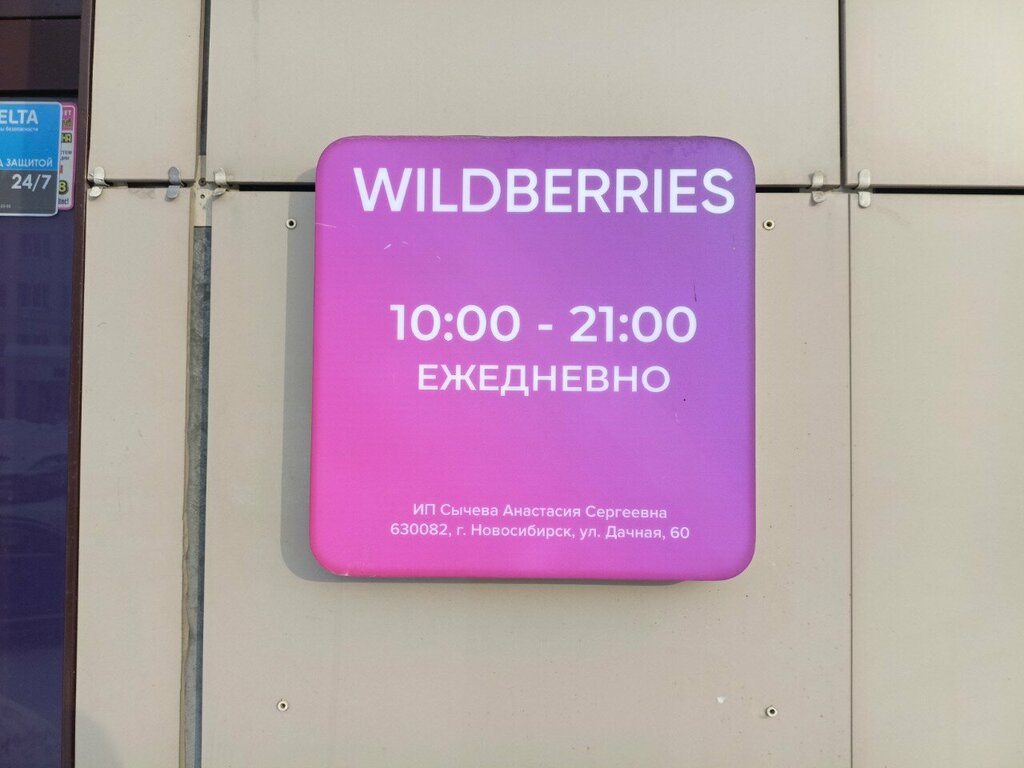 WILDBERRIES
10:00 - 21:00
ЕЖЕДНЕВНО
ИП Сычева Анастасия Сергеевна
630082, г. Новосибирск, ул. Дачная, 60
ELTA
безопасности
ЗАЩИТОЙ
24/7